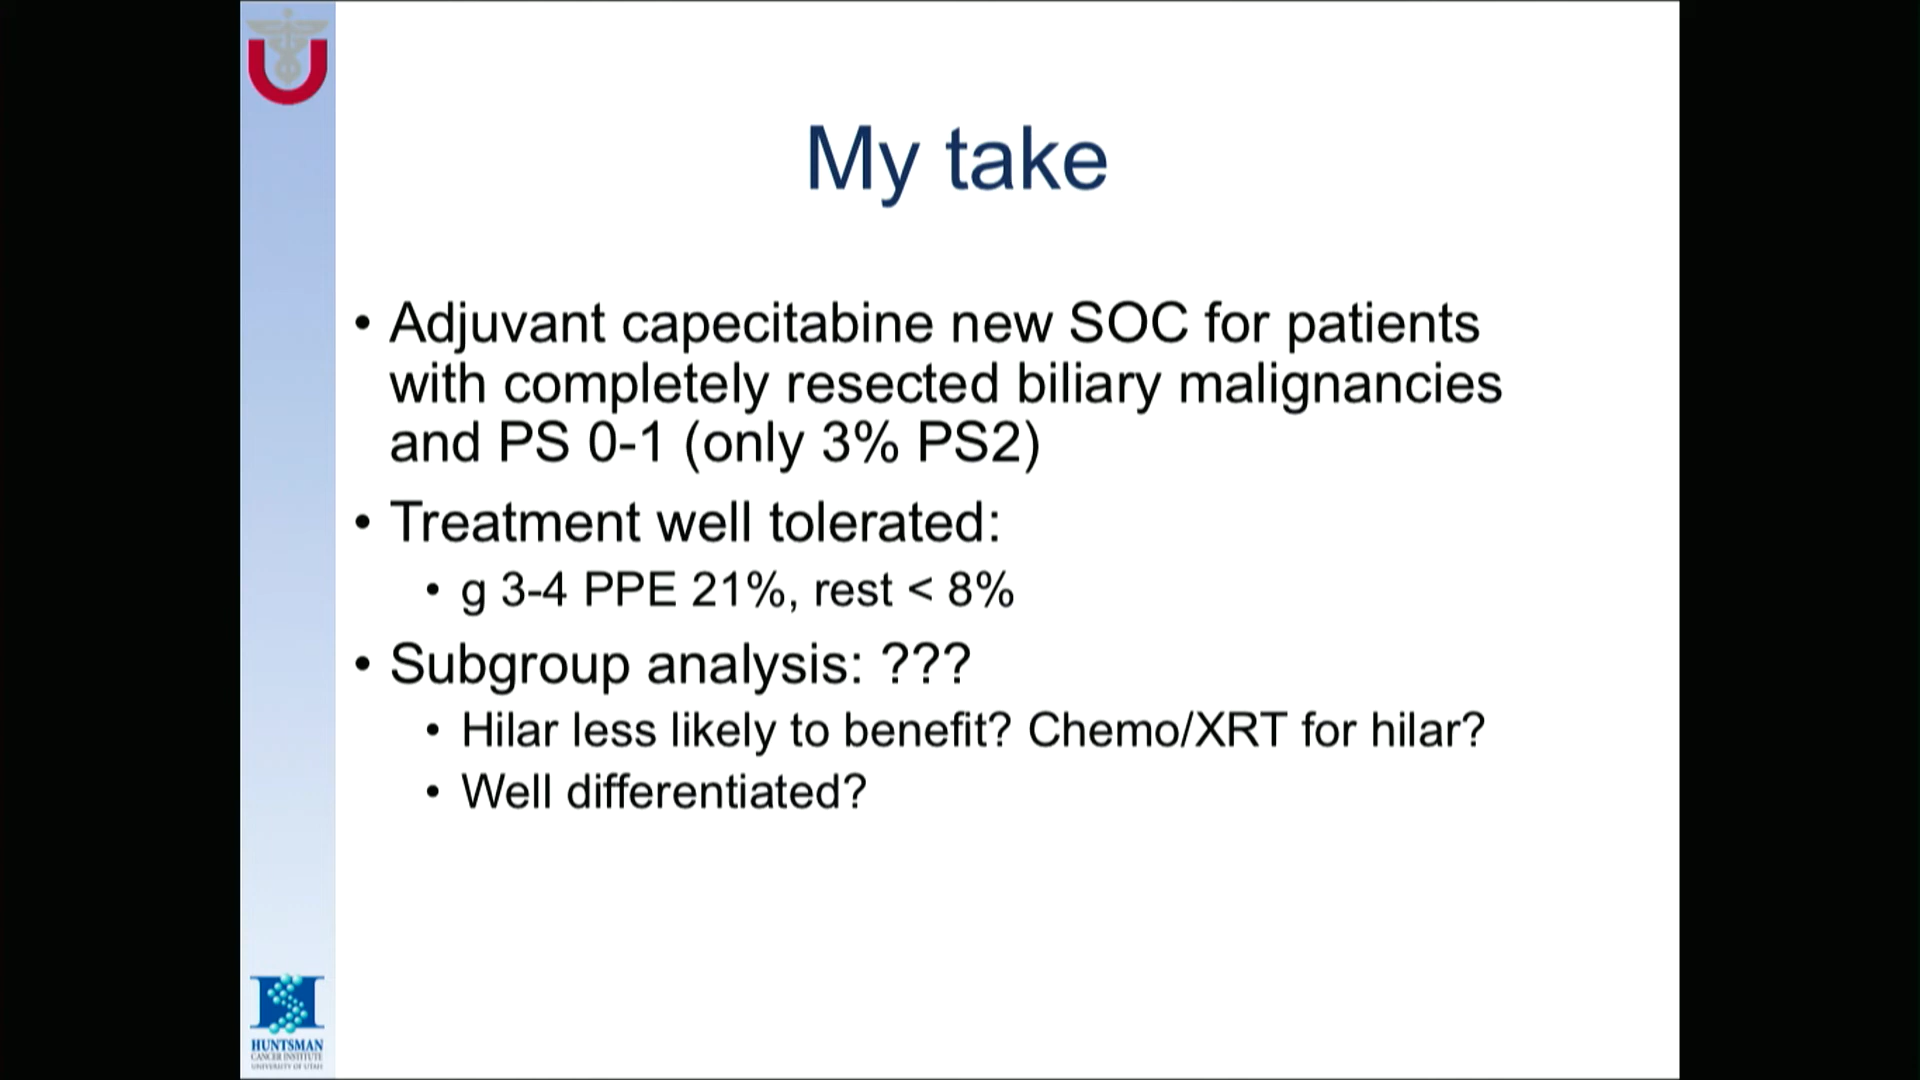 U
My take
• Adjuvant capecitabine new SOC for patients
with completely resected biliary malignancies
and PS 0-1 (only 3% PS2)
• Treatment well tolerated:
• g 3-4 PPE 21%, rest < 8%
• Subgroup analysis: ???
• Hilar less likely to benefit? Chemo/XRT for hilar?
• Well differentiated?
HUNTSMAN
CANCER INSTITUTE
UNIVERSITY OF UTAH